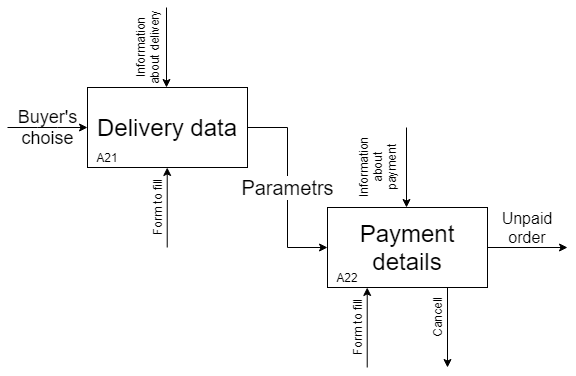 Information
about delivery
Buyer's
choise
Delivery data
A21
Form to fill
Parametrs
Information
about
payment
Payment
details
A22
Unpaid
order
Form to fill
Cancell